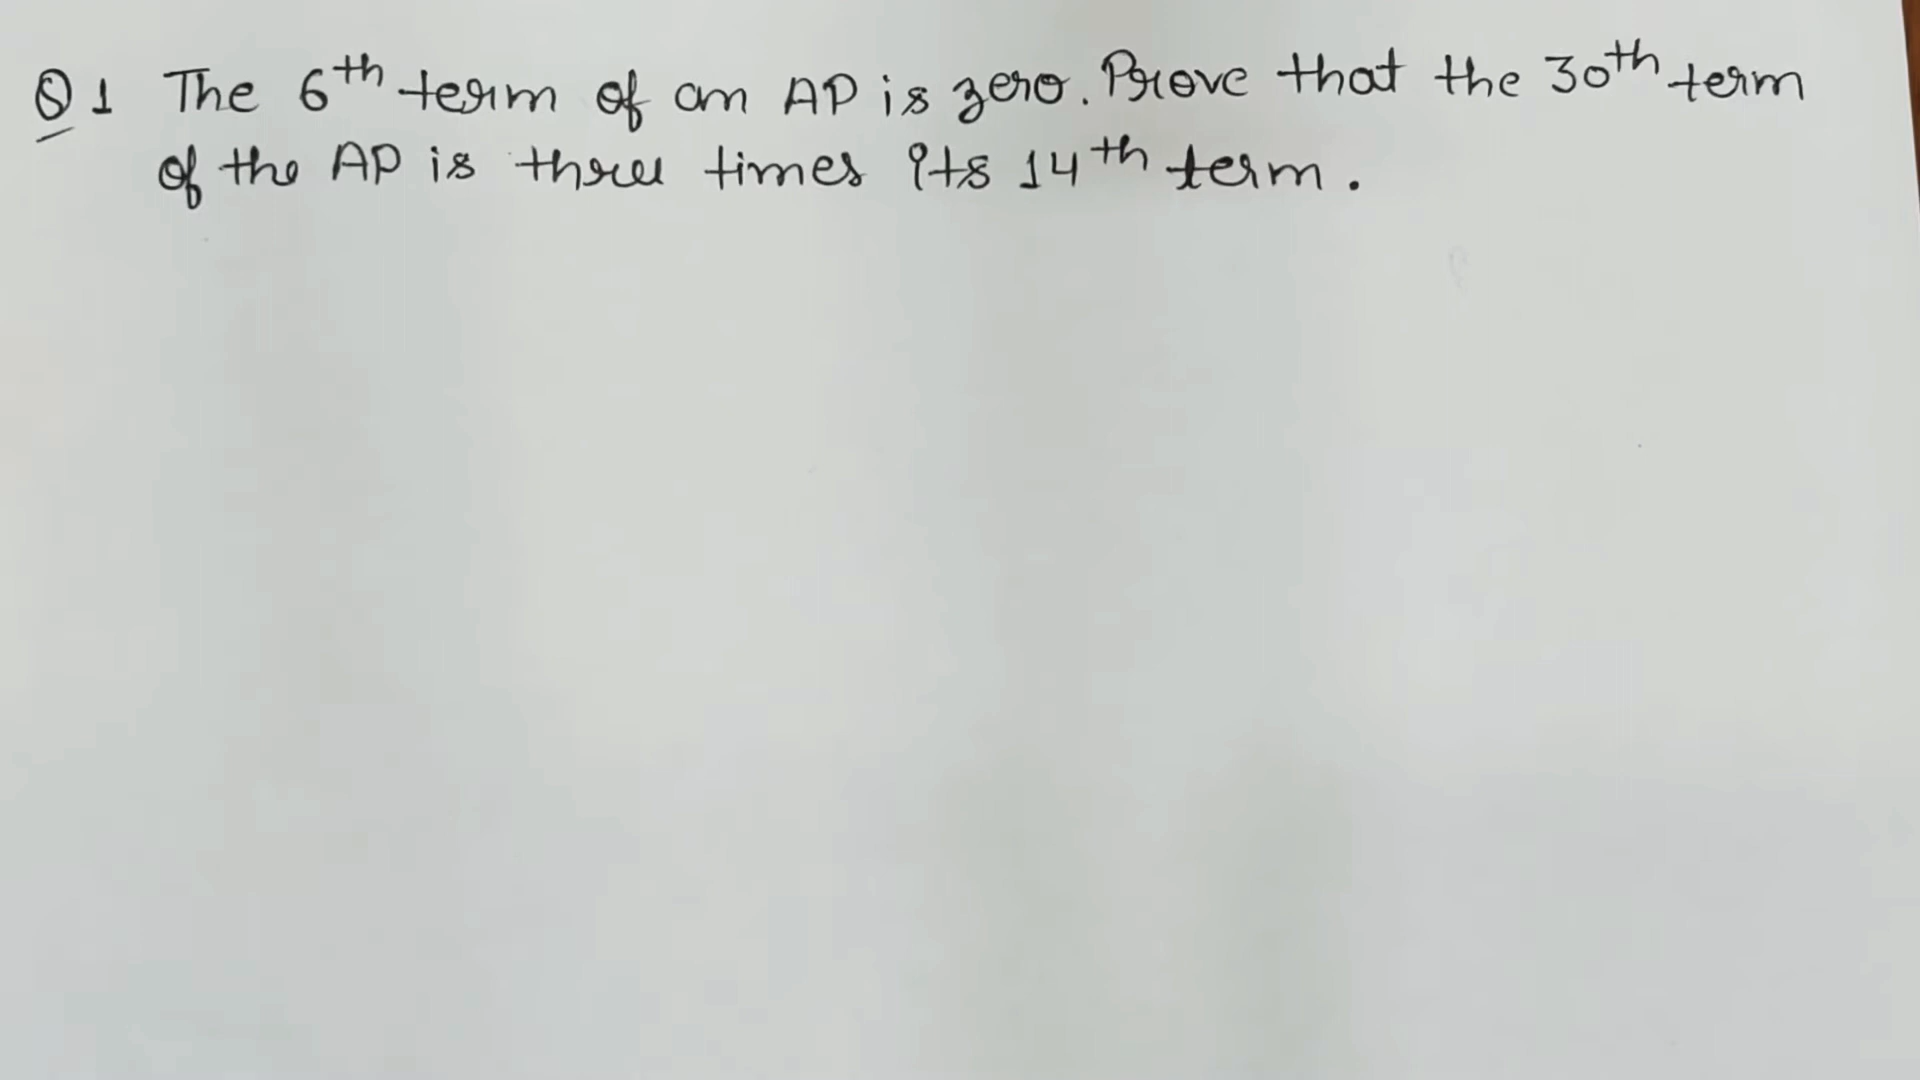 Q1 The 6th term of an AP is zero. Prove that the 30th term
of the AP is three times its 14th term.